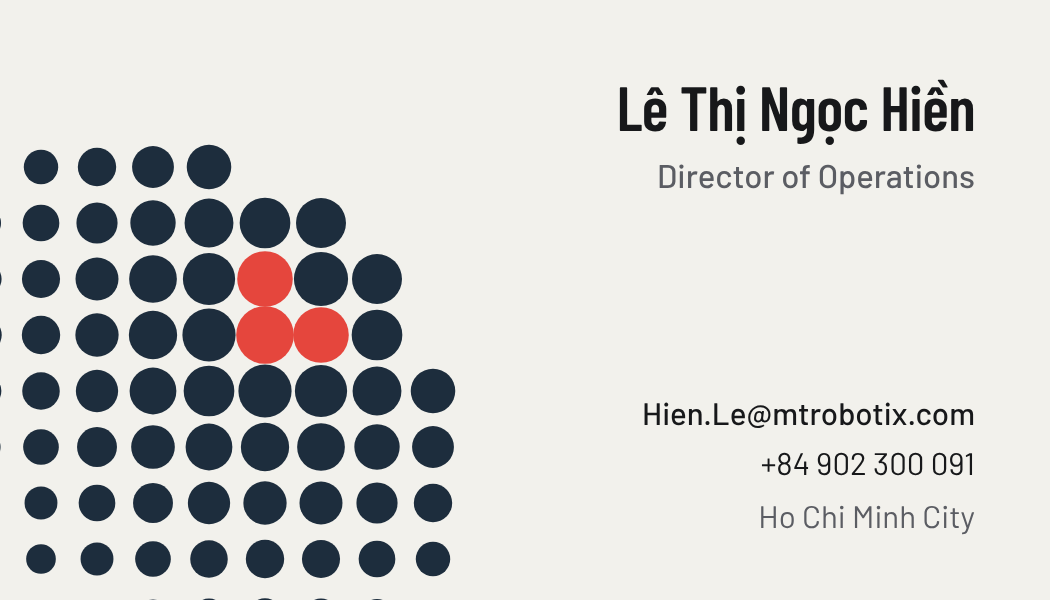 Lê Thị Ngọc Hiền
Director of Operations
Hien.Le@mtrobotix.com
+84 902 300 091
Ho Chi Minh City